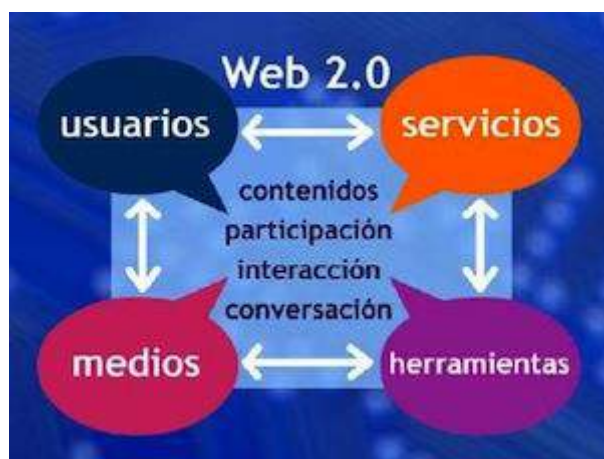 Web 2.0
usuarios
servicios
contenidos
participación
interacción
conversación
medios
herramientas